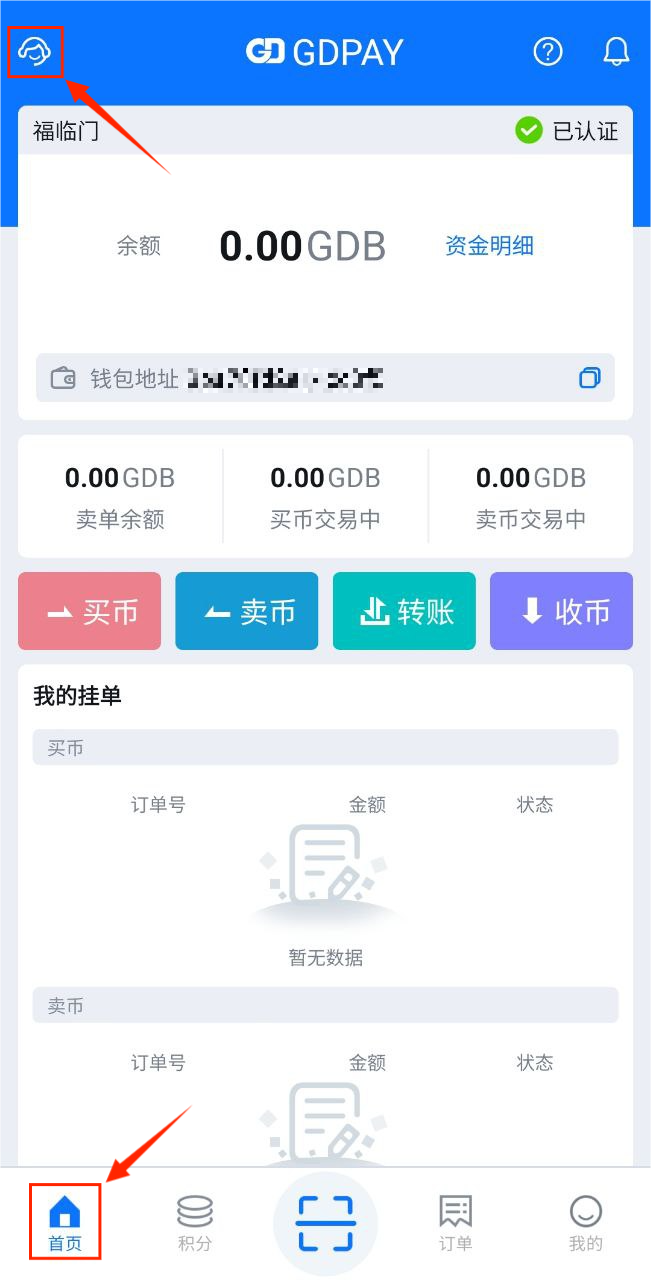 GDPAY
福临门 已认证
余额 0.00GDB 资金明细
钱包地址
0.00GDB 0.00GDB 0.00GDB
卖单余额 买币交易中 卖币交易中
买币 卖币 转账 收币
我的挂单
买币
订单号 金额 状态
暂无数据
卖币
订单号 金额 状态
首页 积分 订单 我的